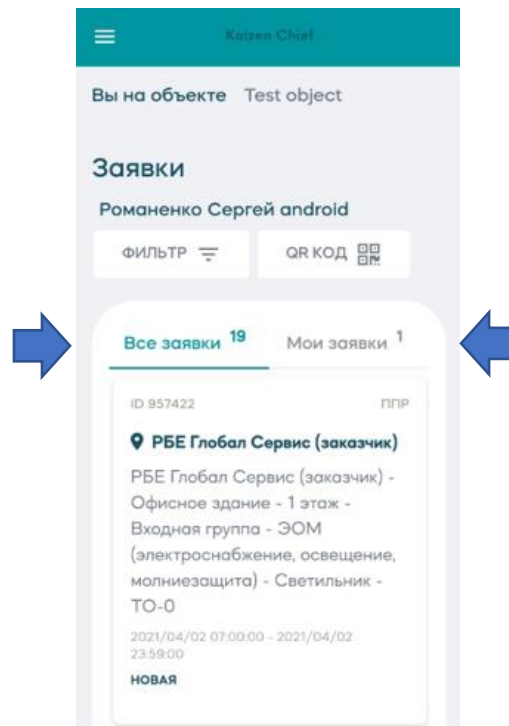 Kaizen Chief
Вы на объекте Test object
Заявки
Романенко Сергей android
ФИЛЬТР QR КОД
Все заявки 19 Мои заявки 1
ID 957422 ППР
РБЕ Глобал Сервис (заказчик)
РБЕ Глобал Сервис (заказчик) -
Офисное здание - 1 этаж -
Входная группа - ЭОМ
(электроснабжение, освещение,
молниезащита) - Светильник -
ТО-0
2021/04/02 07:00:00 - 2021/04/02
23:59:00
НОВАЯ